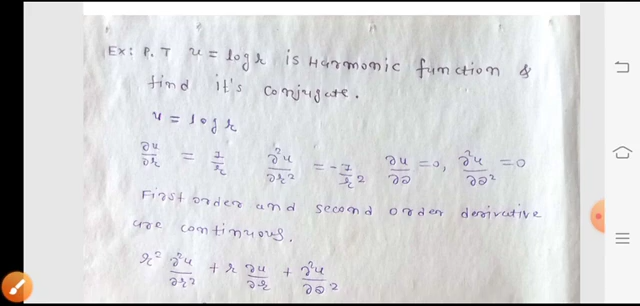 Ex: P.T u = log r is Harmonic function &
find it's conjugate.
u = log r
∂u/∂r = 1/r ∂²u/∂r² = -1/r² ∂u/∂θ = 0, ∂²u/∂θ² = 0
First order and second order derivative
are continuous.
r² ∂²u/∂r² + r ∂u/∂r + ∂²u/∂θ²